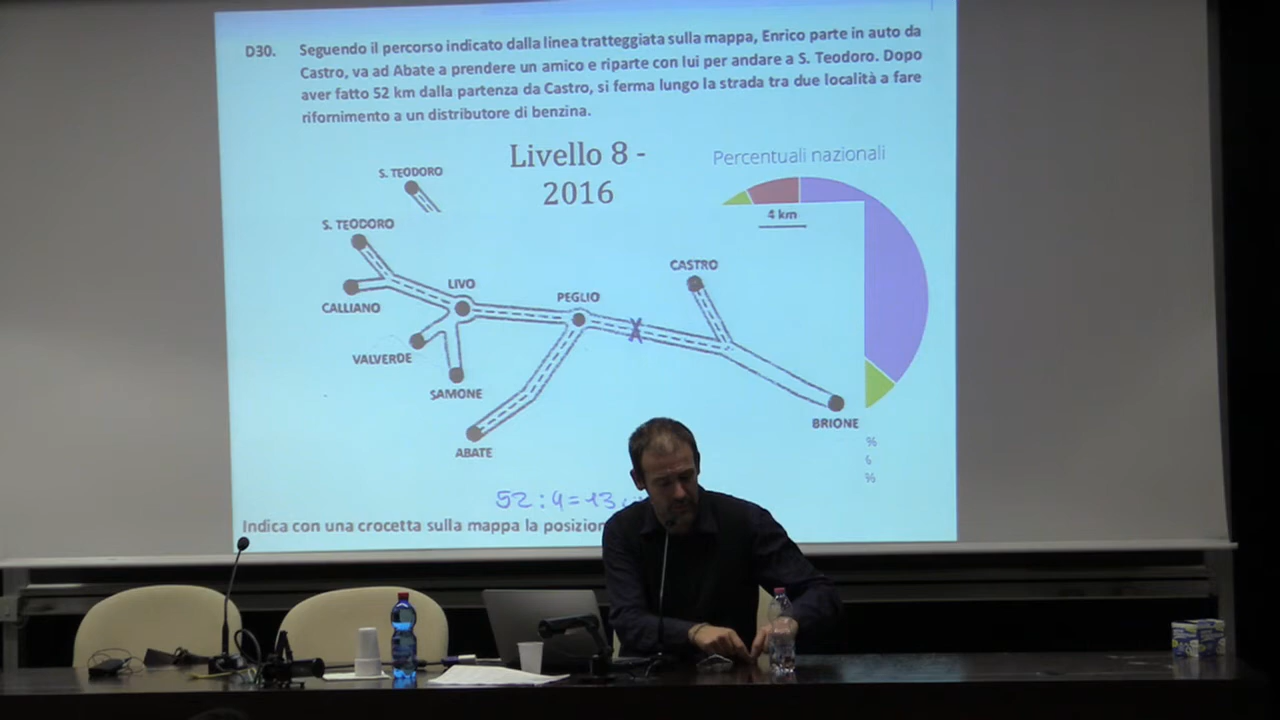 D30. Seguendo il percorso indicato dalla linea tratteggiata sulla mappa, Enrico parte in auto da
Castro, va ad Abate a prendere un amico e riparte con lui per andare a S. Teodoro. Dopo
aver fatto 52 km dalla partenza da Castro, si ferma lungo la strada tra due località a fare
rifornimento a un distributore di benzina.
Livello 8 -
2016
Percentuali nazionali
S. TEODORO
4 km
S. TEODORO
CASTRO
LIVO
PEGLIO
CALLIANO
VALVERDE
SAMONE
BRIONE
ABATE
%
6
%
52:4=13
Indica con una crocetta sulla mappa la